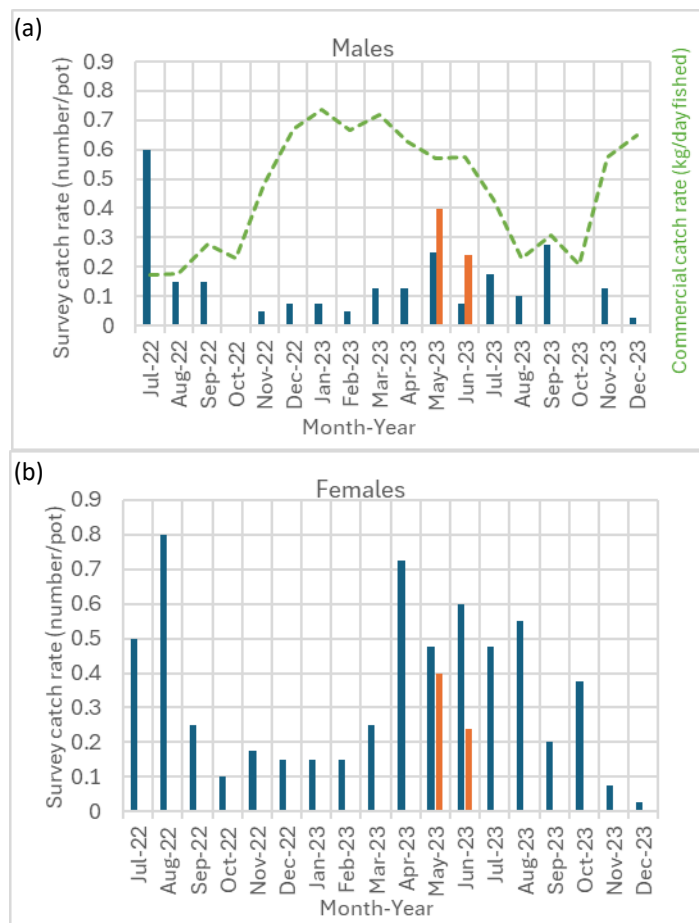 (a)
Males
Survey catch rate (number/pot)
0.9
0.8
0.7
0.6
0.5
0.4
0.3
0.2
0.1
0
Commercial catch rate (kg/day fished)
Jul-22
Aug-22
Sep-22
Oct-22
Nov-22
Dec-22
Jan-23
Feb-23
Mar-23
Apr-23
May-23
Jun-23
Jul-23
Aug-23
Sep-23
Oct-23
Nov-23
Dec-23
Month-Year
(b)
Females
Survey catch rate (number/pot)
0.9
0.8
0.7
0.6
0.5
0.4
0.3
0.2
0.1
0
Jul-22
Aug-22
Sep-22
Oct-22
Nov-22
Dec-22
Jan-23
Feb-23
Mar-23
Apr-23
May-23
Jun-23
Jul-23
Aug-23
Sep-23
Oct-23
Nov-23
Dec-23
Month-Year